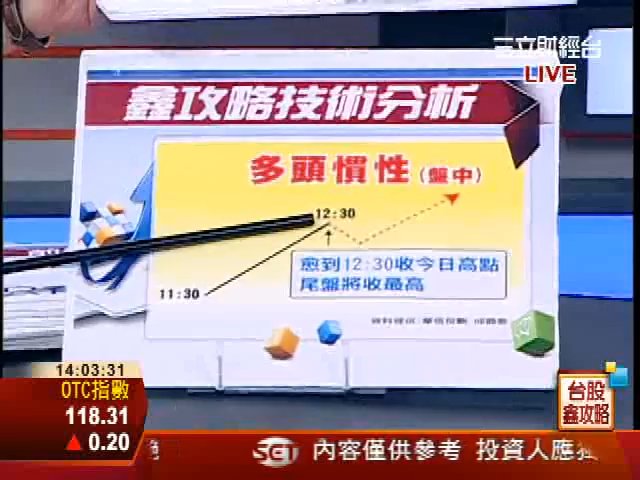 三立財經台
LIVE
鑫攻略技術分析
多頭慣性(盤中)
12:30
愈到12:30收今日高點
尾盤將收最高
11:30
14:03:31
OTC指數
118.31
▲0.20
台股
鑫攻略
SET 內容僅供參考 投資人應